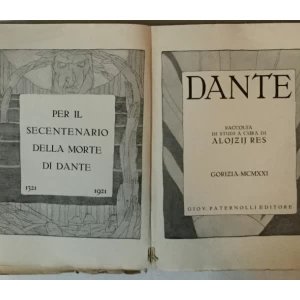 PER IL
SECENTENARIO
DELLA MORTE
DI DANTE
1321 1921
DANTE
RACCOLTA
DI STUDI A CURA DI
ALOJZIJ RES
GORIZIA-MCMXXI
GIOV. PATERNOLLI EDITORE